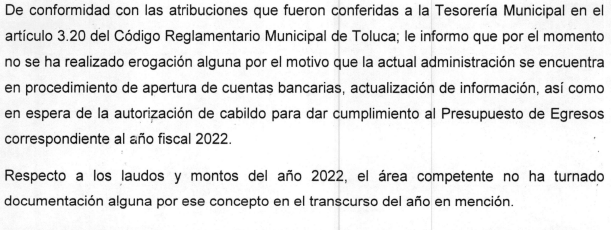 De conformidad con las atribuciones que fueron conferidas a la Tesorería Municipal en el
artículo 3.20 del Código Reglamentario Municipal de Toluca; le informo que por el momento
no se ha realizado erogación alguna por el motivo que la actual administración se encuentra
en procedimiento de apertura de cuentas bancarias, actualización de información, así como
en espera de la autorización de cabildo para dar cumplimiento al Presupuesto de Egresos
correspondiente al año fiscal 2022.
Respecto a los laudos y montos del año 2022, el área competente no ha turnado
documentación alguna por ese concepto en el transcurso del año en mención.